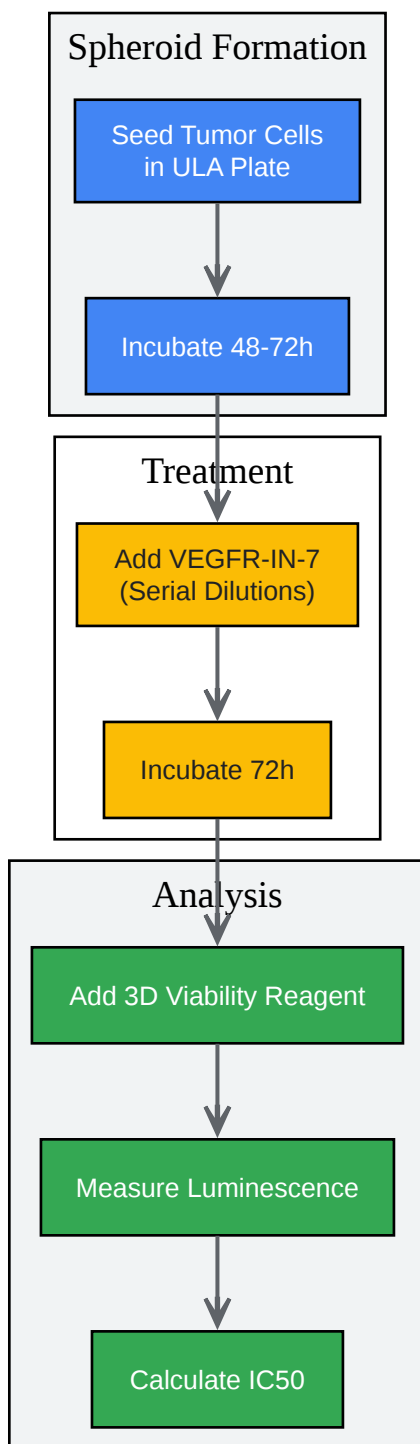 Spheroid Formation
Seed Tumor Cells
in ULA Plate
Incubate 48-72h
Treatment
Add VEGFR-IN-7
(Serial Dilutions)
Incubate 72h
Analysis
Add 3D Viability Reagent
Measure Luminescence
Calculate IC50